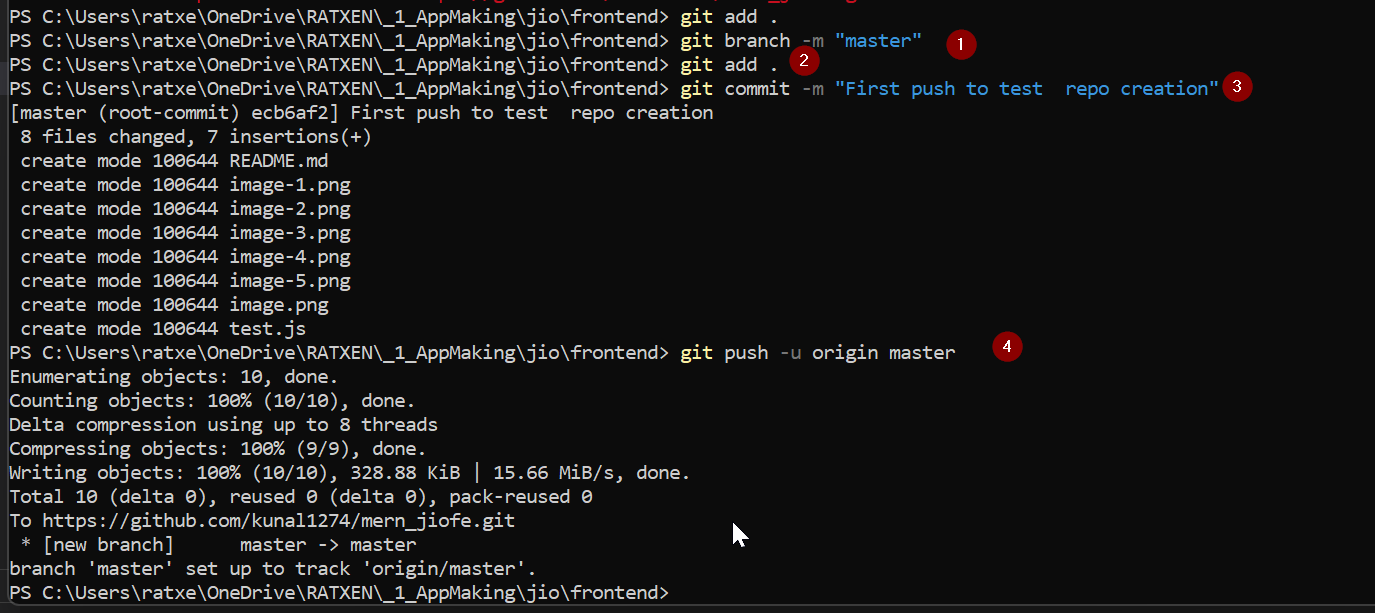 PS C:\Users\ratxe\OneDrive\RATXEN\_1_AppMaking\jio\frontend> git add .
PS C:\Users\ratxe\OneDrive\RATXEN\_1_AppMaking\jio\frontend> git branch -m "master" 1
PS C:\Users\ratxe\OneDrive\RATXEN\_1_AppMaking\jio\frontend> git add . 2
PS C:\Users\ratxe\OneDrive\RATXEN\_1_AppMaking\jio\frontend> git commit -m "First push to test  repo creation" 3
[master (root-commit) ecb6af2] First push to test  repo creation
 8 files changed, 7 insertions(+)
 create mode 100644 README.md
 create mode 100644 image-1.png
 create mode 100644 image-2.png
 create mode 100644 image-3.png
 create mode 100644 image-4.png
 create mode 100644 image-5.png
 create mode 100644 image.png
 create mode 100644 test.js
PS C:\Users\ratxe\OneDrive\RATXEN\_1_AppMaking\jio\frontend> git push -u origin master 4
Enumerating objects: 10, done.
Counting objects: 100% (10/10), done.
Delta compression using up to 8 threads
Compressing objects: 100% (9/9), done.
Writing objects: 100% (10/10), 328.88 KiB | 15.66 MiB/s, done.
Total 10 (delta 0), reused 0 (delta 0), pack-reused 0
To https://github.com/kunal1274/mern_jiofe.git
 * [new branch]      master -> master
branch 'master' set up to track 'origin/master'.
PS C:\Users\ratxe\OneDrive\RATXEN\_1_AppMaking\jio\frontend>